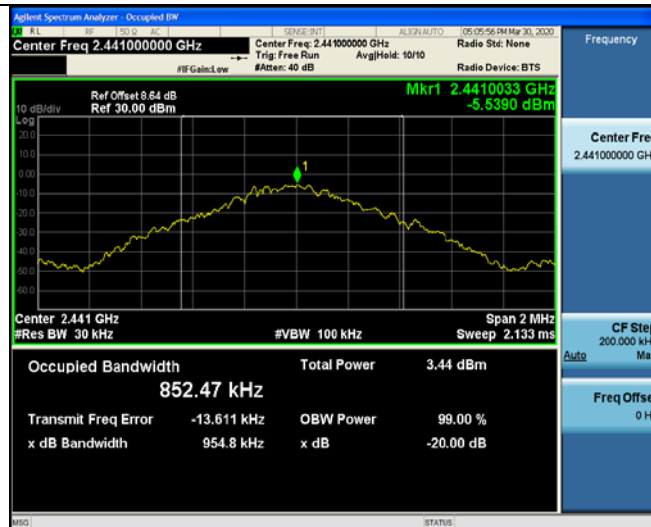 Agilent Spectrum Analyzer - Occupied BW
RL RF 50 Ω AC SENSE:INT ALIGN AUTO 05:05:56 PM Mar 30, 2020
Center Freq 2.441000000 GHz
Center Freq: 2.441000000 GHz Radio Std: None
Trig: Free Run Avg|Hold: 10/10
#IFGain:Low #Atten: 40 dB Radio Device: BTS
Ref Offset 8.64 dB
10 dB/div Ref 30.00 dBm
Mkr1 2.4410033 GHz
-5.5390 dBm
Log
20.0
10.0
0.00
-10.0
-20.0
-30.0
-40.0
-50.0
-60.0
1
Center 2.441 GHz Span 2 MHz
#Res BW 30 kHz #VBW 100 kHz Sweep 2.133 ms
Occupied Bandwidth Total Power 3.44 dBm
852.47 kHz
Transmit Freq Error -13.611 kHz OBW Power 99.00 %
x dB Bandwidth 954.8 kHz x dB -20.00 dB
Frequency
Center Fre
2.441000000 GH
CF Ste
200.000 kH
Auto Ma
Freq Offse
0 H
MSG STATUS